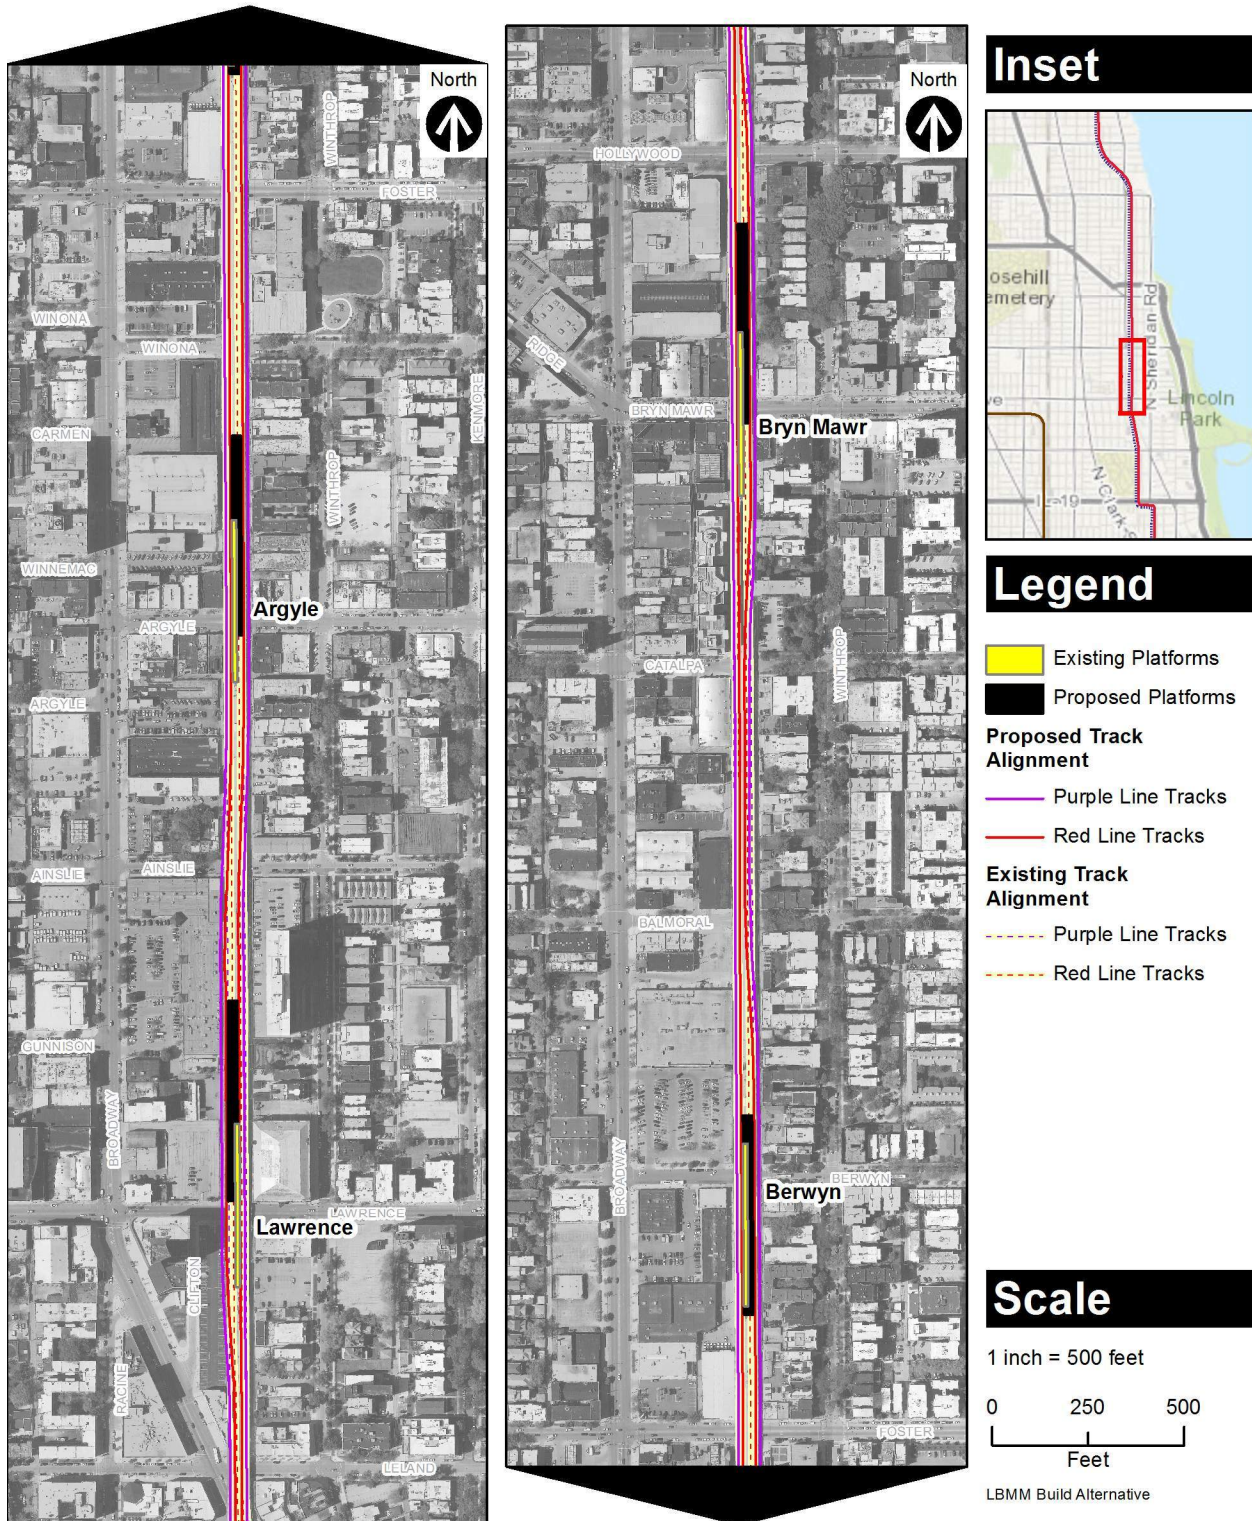 North
WINTHROP
FOSTER
WINONA
WINONA
CARMEN
KENMORE
WINTHROP
WINNEMAC
Argyle
ARGYLE
ARGYLE
AINSLIE
AINSLIE
GUNNISON
BROADWAY
LAWRENCE
Lawrence
CLIFTON
RACINE
LELAND
North
HOLLYWOOD
RIDGE
BRYN MAWR
Bryn Mawr
CATALPA
WINTHROP
BALMORAL
BROADWAY
BERWYN
Berwyn
FOSTER
Inset
osehill
emetery
N Sheridan Rd
ve
Lincoln
Park
N Clark S
IL-19
Legend
Existing Platforms
Proposed Platforms
Proposed Track
Alignment
Purple Line Tracks
Red Line Tracks
Existing Track
Alignment
Purple Line Tracks
Red Line Tracks
Scale
1 inch = 500 feet
0 250 500
Feet
LBMM Build Alternative